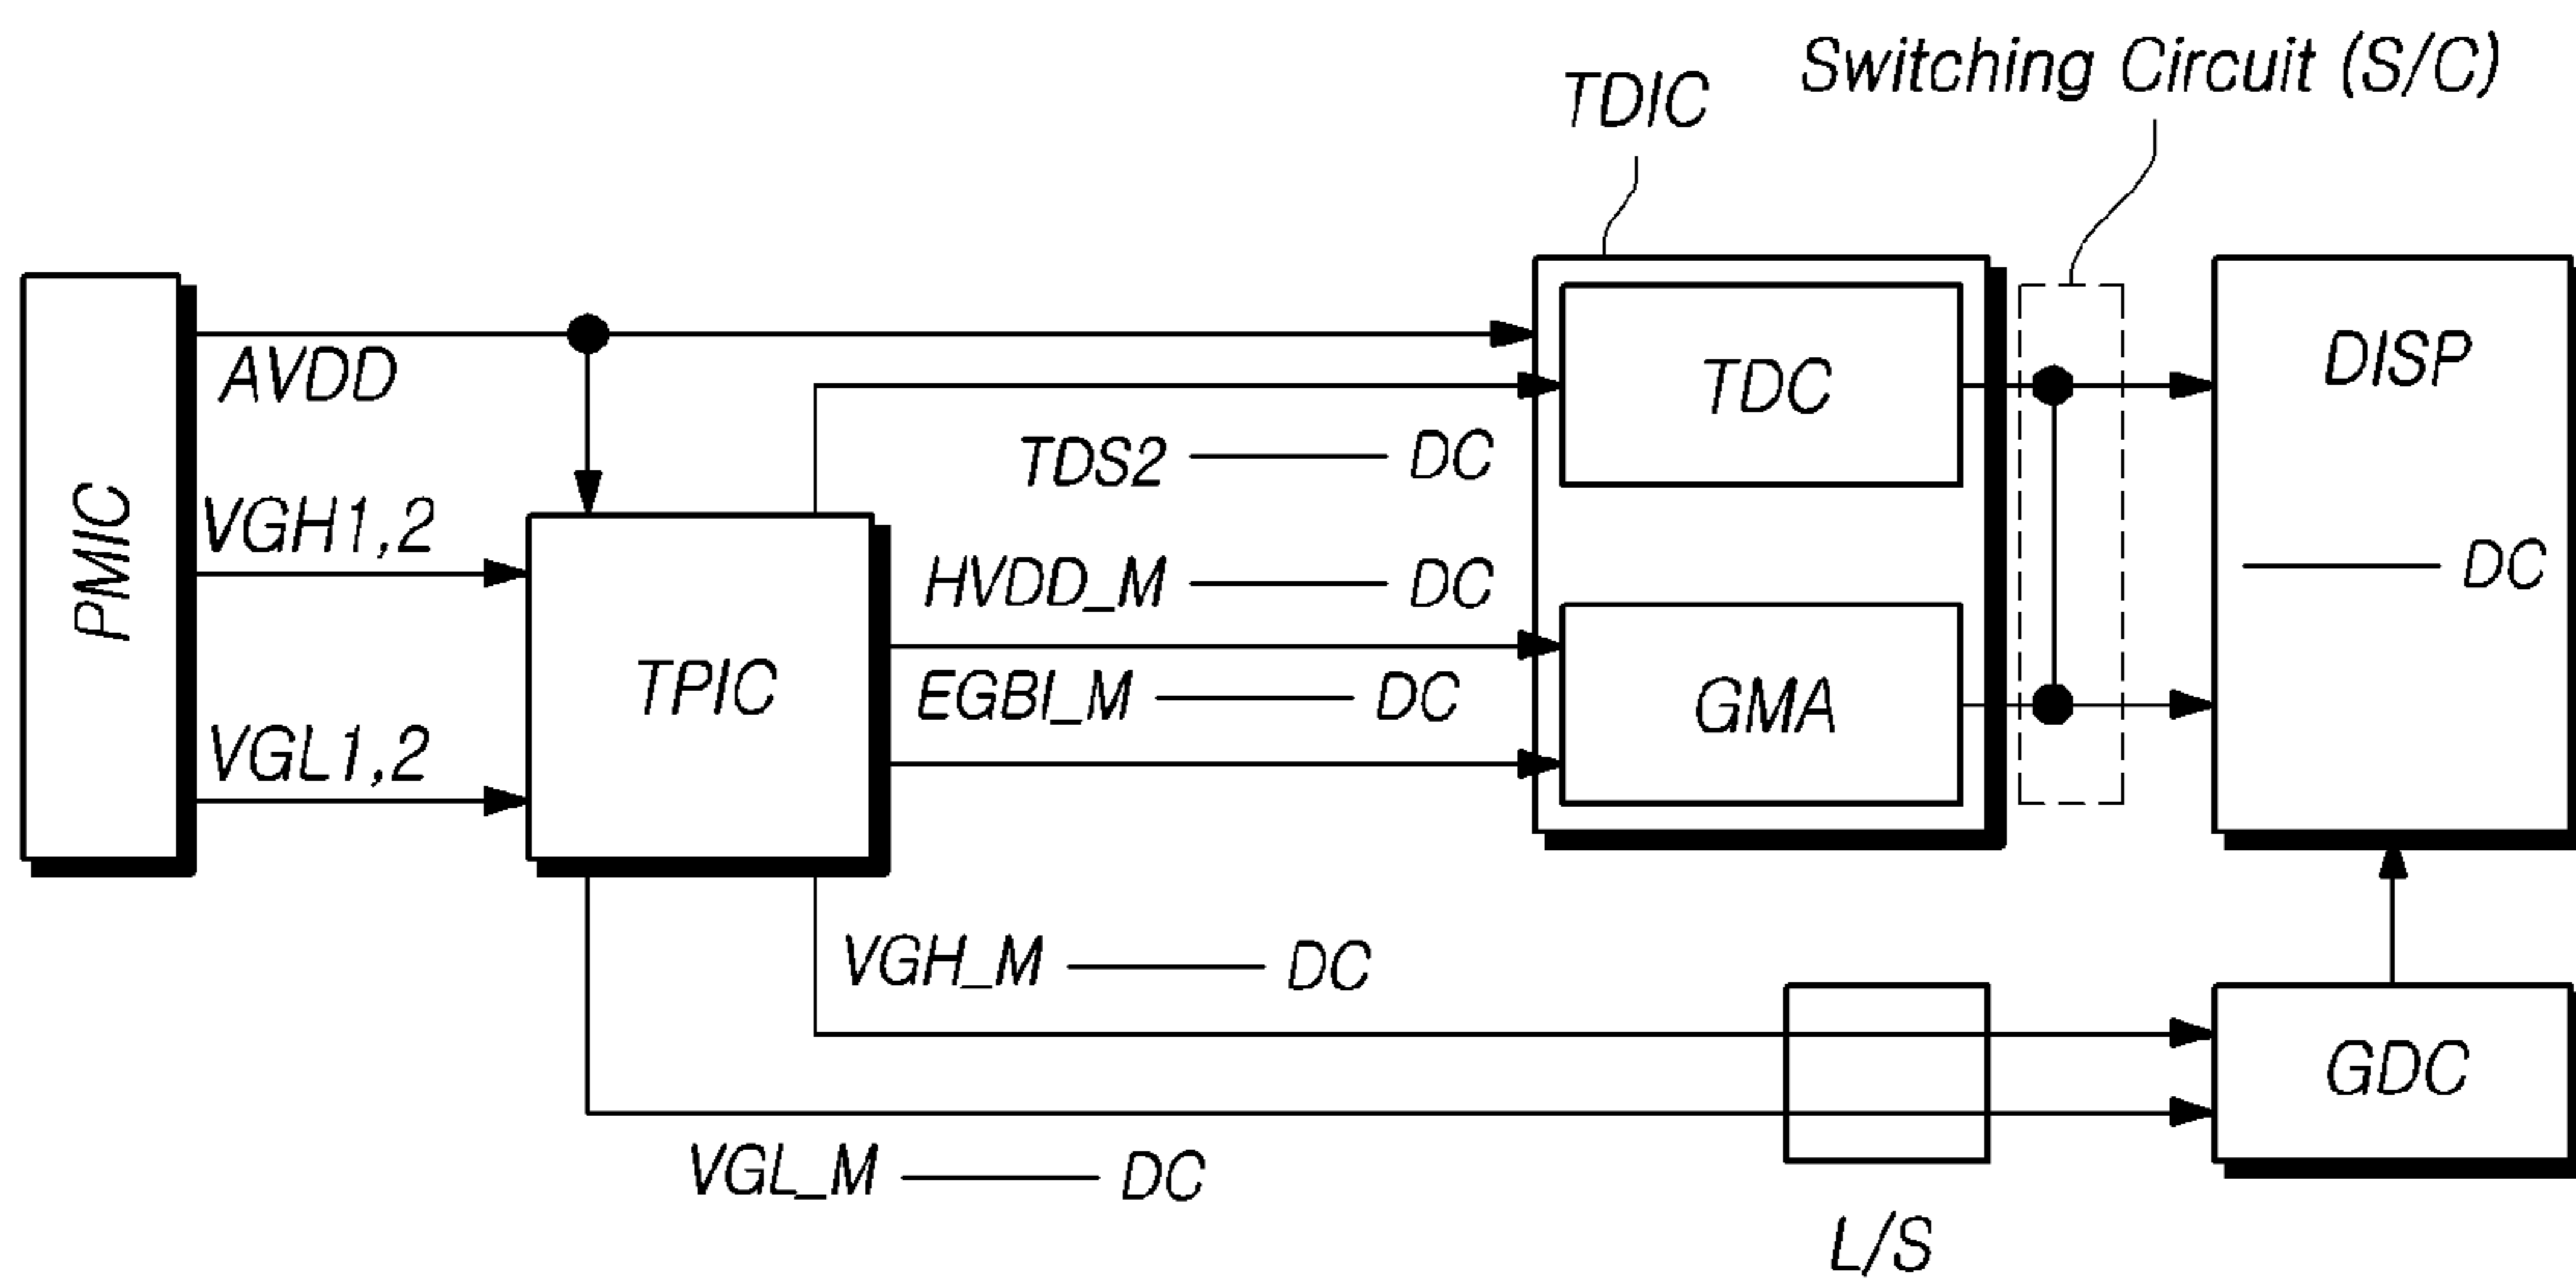 Switching Circuit (S/C)
TDIC
AVDD
TDC
DISP
TDS2 DC
PMIC
VGH1,2
HVDD_M DC
DC
TPIC
EGBI_M DC
GMA
VGL1,2
VGH_M DC
GDC
VGL_M DC
L/S